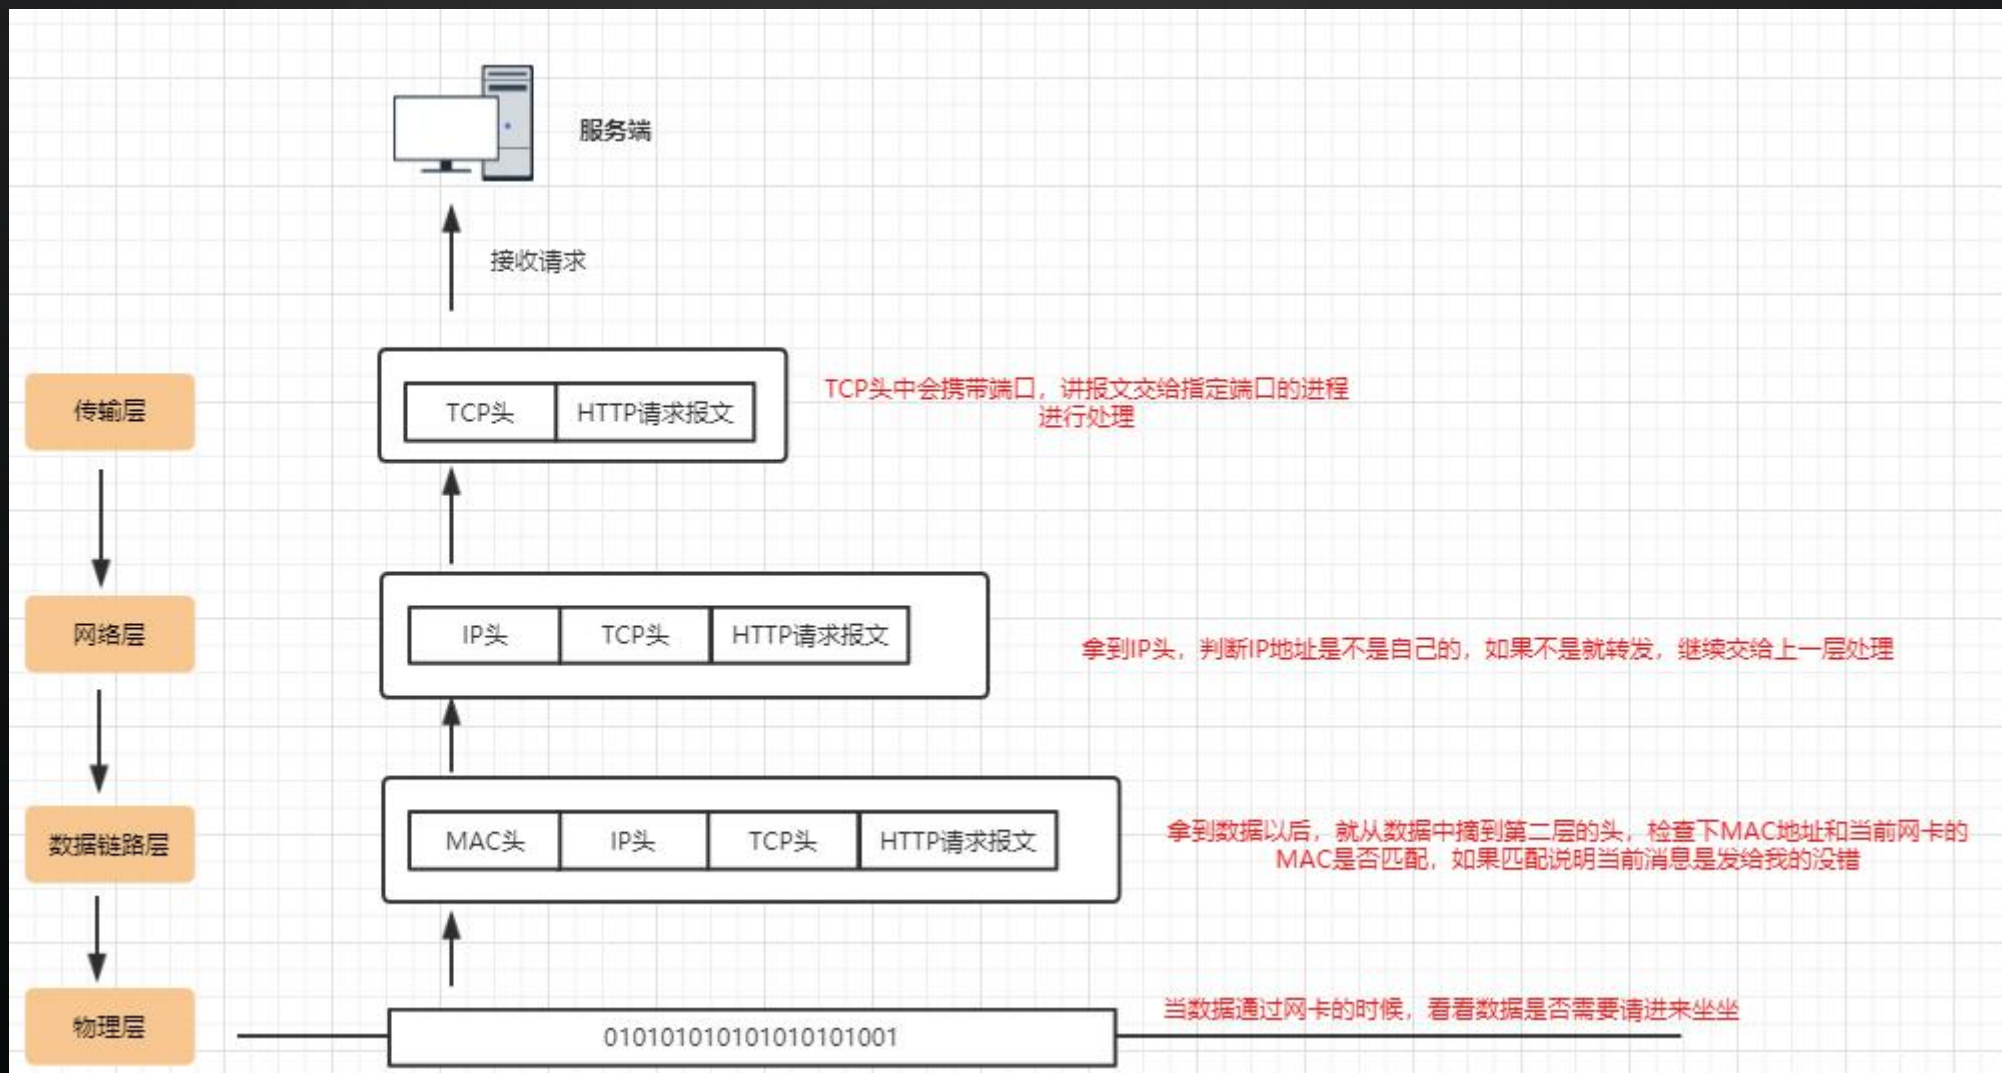 服务端
接收请求
传输层
TCP头 HTTP请求报文
TCP头中会携带端口，讲报文交给指定端口的进程
进行处理
网络层
IP头 TCP头 HTTP请求报文
拿到IP头，判断IP地址是不是自己的，如果不是就转发，继续交给上一层处理
数据链路层
MAC头 IP头 TCP头 HTTP请求报文
拿到数据以后，就从数据中摘到第二层的头，检查下MAC地址和当前网卡的
MAC是否匹配，如果匹配说明当前消息是发给我的没错
物理层
010101010101010101001
当数据通过网卡的时候，看看数据是否需要请进来坐坐